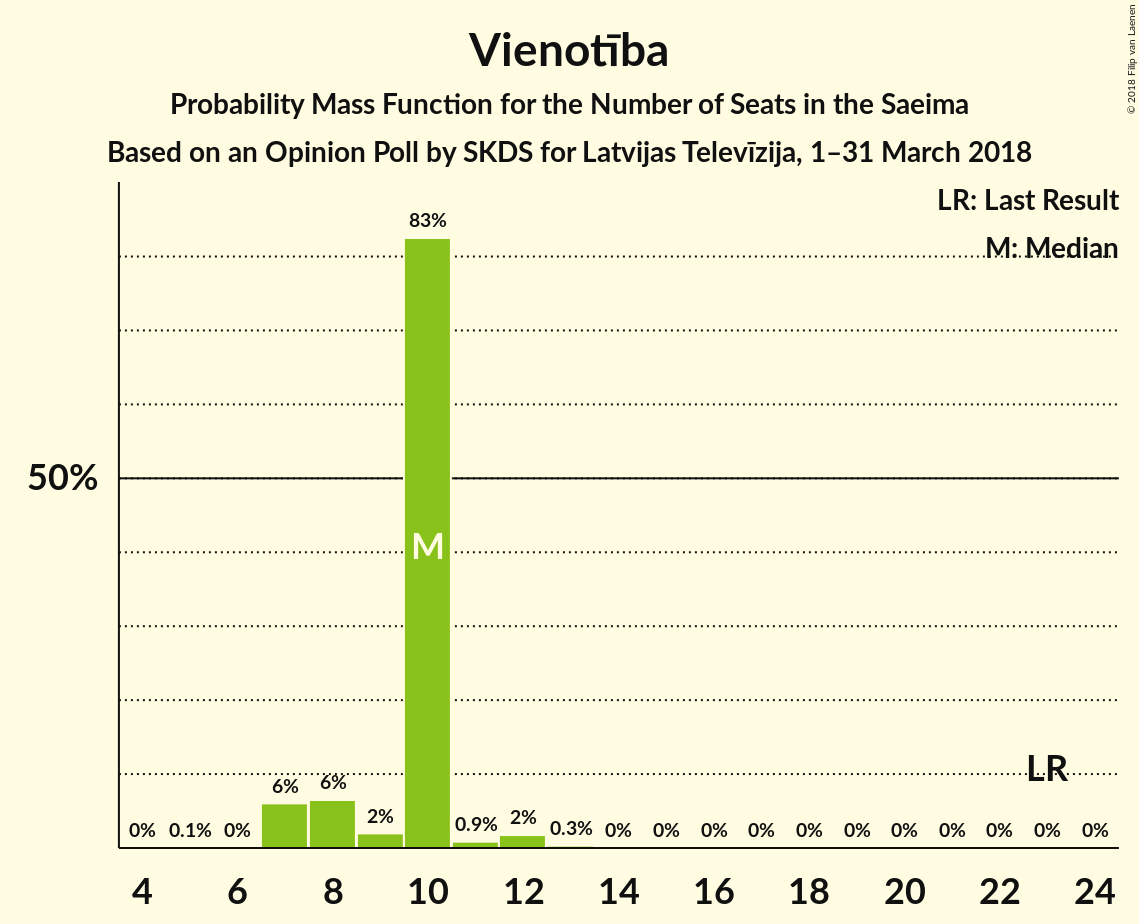 Vienotība
Probability Mass Function for the Number of Seats in the Saeima
Based on an Opinion Poll by SKDS for Latvijas Televīzija, 1–31 March 2018
© 2018 Filip van Laenen
LR: Last Result
M: Median
83%
50%
M
LR
0% 0.1% 0% 6% 6% 2% 0.9% 2% 0.3% 0% 0% 0% 0% 0% 0% 0% 0% 0% 0% 0%
4 6 8 10 12 14 16 18 20 22 24